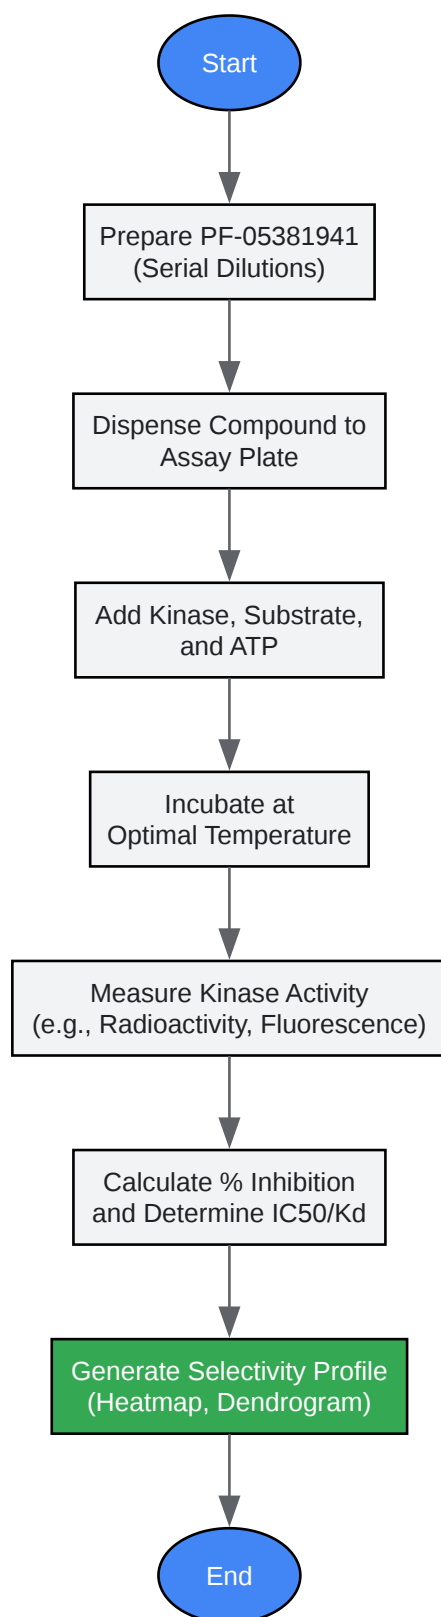 Start
Prepare PF-05381941
(Serial Dilutions)
Dispense Compound to
Assay Plate
Add Kinase, Substrate,
and ATP
Incubate at
Optimal Temperature
Measure Kinase Activity
(e.g., Radioactivity, Fluorescence)
Calculate % Inhibition
and Determine IC50/Kd
Generate Selectivity Profile
(Heatmap, Dendrogram)
End